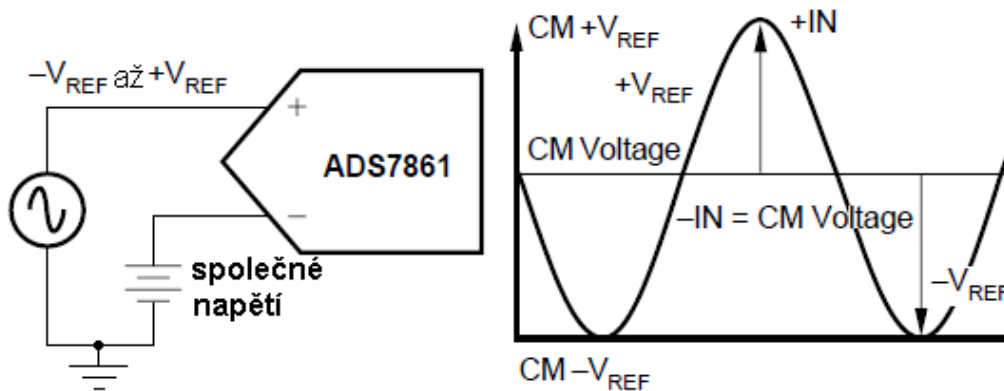 –V_REF až +V_REF
+
ADS7861
–
společné
napětí
CM +V_REF
+IN
+V_REF
CM Voltage
–IN = CM Voltage
–V_REF
CM –V_REF